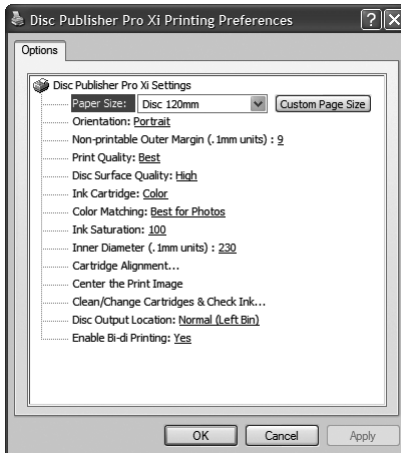 Disc Publisher Pro Xi Printing Preferences
Options
Disc Publisher Pro Xi Settings
Paper Size: Disc 120mm Custom Page Size
Orientation: Portrait
Non-printable Outer Margin (.1mm units) : 9
Print Quality: Best
Disc Surface Quality: High
Ink Cartridge: Color
Color Matching: Best for Photos
Ink Saturation: 100
Inner Diameter (.1mm units) : 230
Cartridge Alignment...
Center the Print Image
Clean/Change Cartridges & Check Ink...
Disc Output Location: Normal (Left Bin)
Enable Bi-di Printing: Yes
OK Cancel Apply